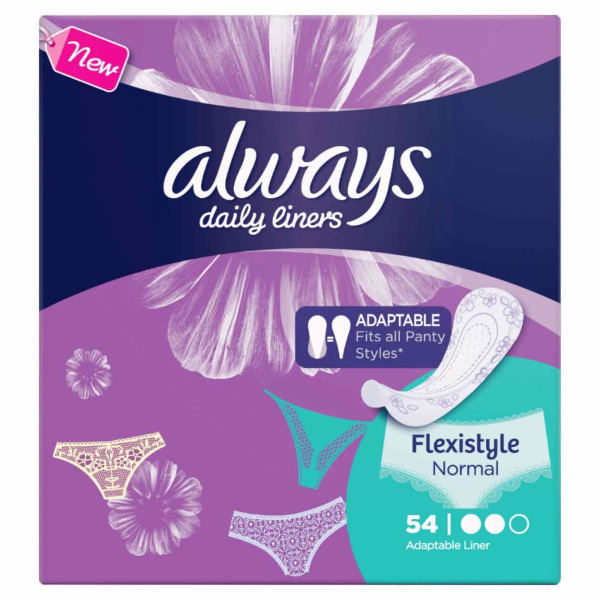 New
always
daily liners
ADAPTABLE
Fits all Panty
Styles*
Flexistyle
Normal
54
Adaptable Liner